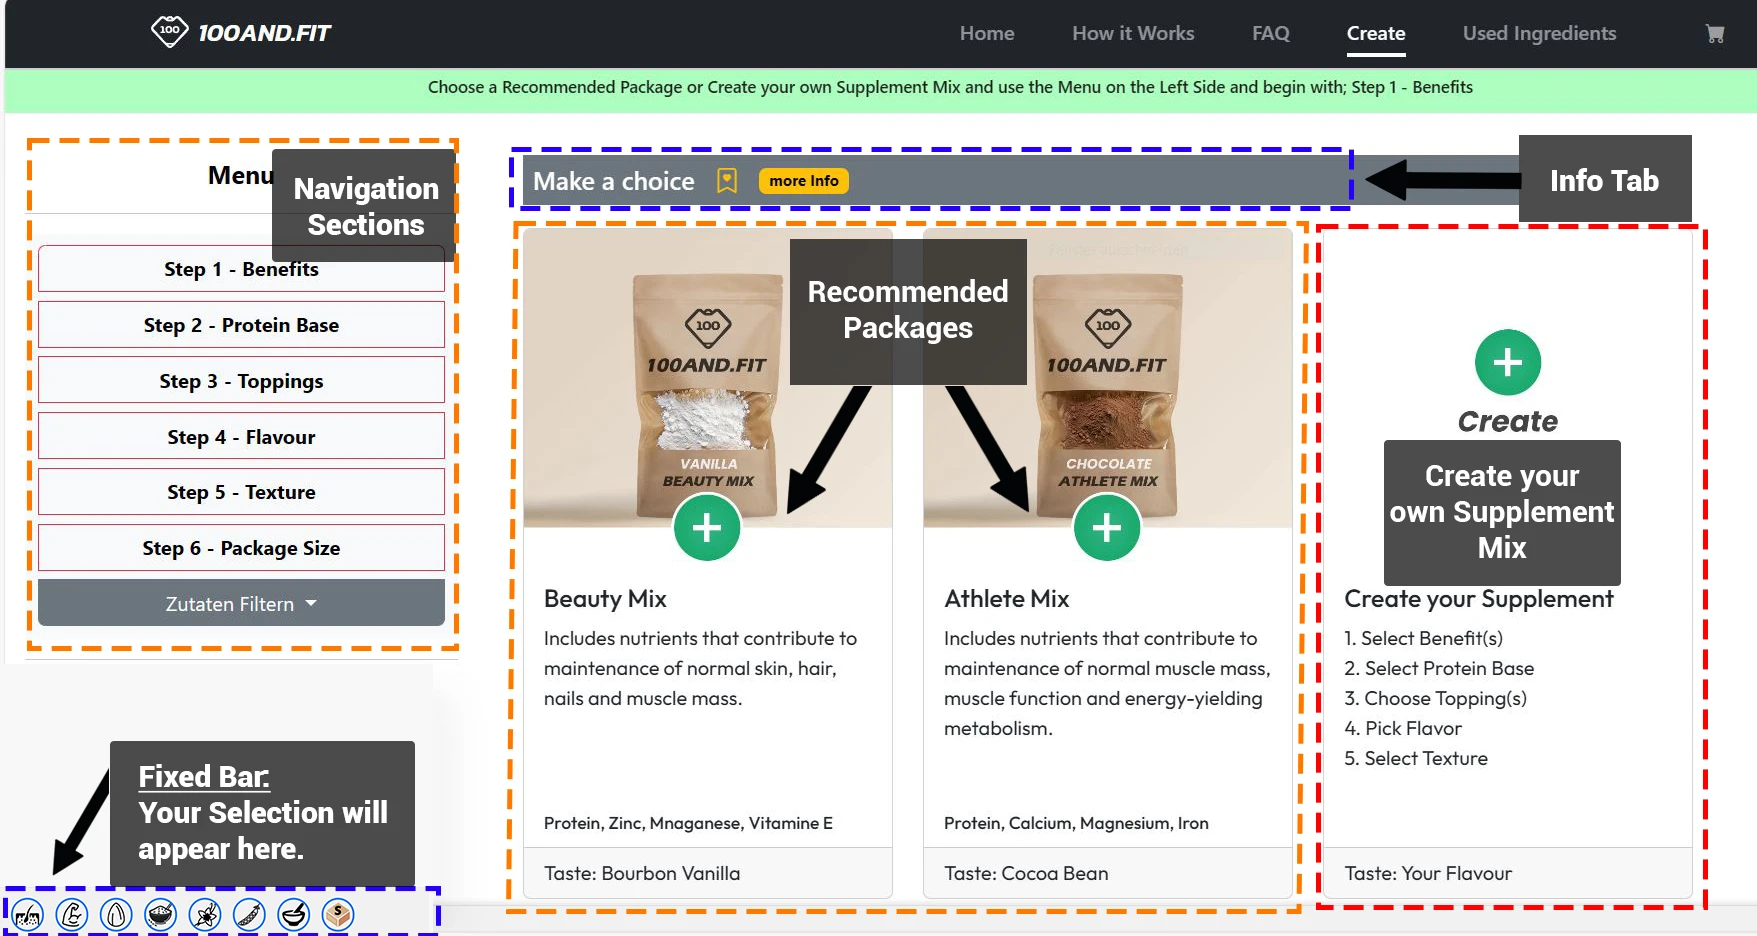 100
100AND.FIT
Home
How it Works
FAQ
Create
Used Ingredients
Choose a Recommended Package or Create your own Supplement Mix and use the Menu on the Left Side and begin with; Step 1 - Benefits
Menu
Navigation
Sections
Step 1 - Benefits
Step 2 - Protein Base
Step 3 - Toppings
Step 4 - Flavour
Step 5 - Texture
Step 6 - Package Size
Zutaten Filtern
Fixed Bar:
Your Selection will
appear here.
S
Make a choice
more Info
Info Tab
Recommended
Packages
100
100AND.FIT
VANILLA
BEAUTY MIX
Beauty Mix
Includes nutrients that contribute to
maintenance of normal skin, hair,
nails and muscle mass.
Protein, Zinc, Mnaganese, Vitamine E
Taste: Bourbon Vanilla
100
100AND.FIT
CHOCOLATE
ATHLETE MIX
Athlete Mix
Includes nutrients that contribute to
maintenance of normal muscle mass,
muscle function and energy-yielding
metabolism.
Protein, Calcium, Magnesium, Iron
Taste: Cocoa Bean
Create
Create your
own Supplement
Mix
Create your Supplement
1. Select Benefit(s)
2. Select Protein Base
3. Choose Topping(s)
4. Pick Flavor
5. Select Texture
Taste: Your Flavour